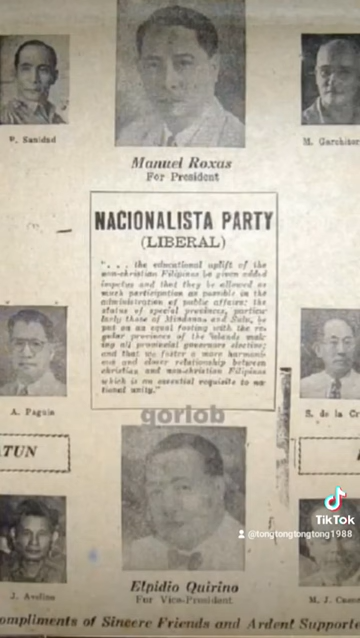 P. Sanidad
Manuel Roxas
For President
NACIONALISTA PARTY
(LIBERAL)
". . . the educational uplift of the
non-christian Filipinos be given added
impetus and that they be allowed as
much participation as possible in the
administration of public affairs; the
status of special provinces, particu-
larly those of Mindanao and Sulu, be
put on an equal footing with the re-
gular provinces of the Islands mak-
ing all provincial governors elective;
and that we foster a more harmoni-
ous and closer relationship between
christian and non-christian Filipinos
which is an essential requisite to na-
tional unity."
A. Paguia
S. de la Cr
qorlob
TUN
TikTok
@tongtongtongtong1988
J. Avelino
Elpidio Quirino
For Vice-President
M. J.
ompliments of Sincere Friends and Ardent Supporte